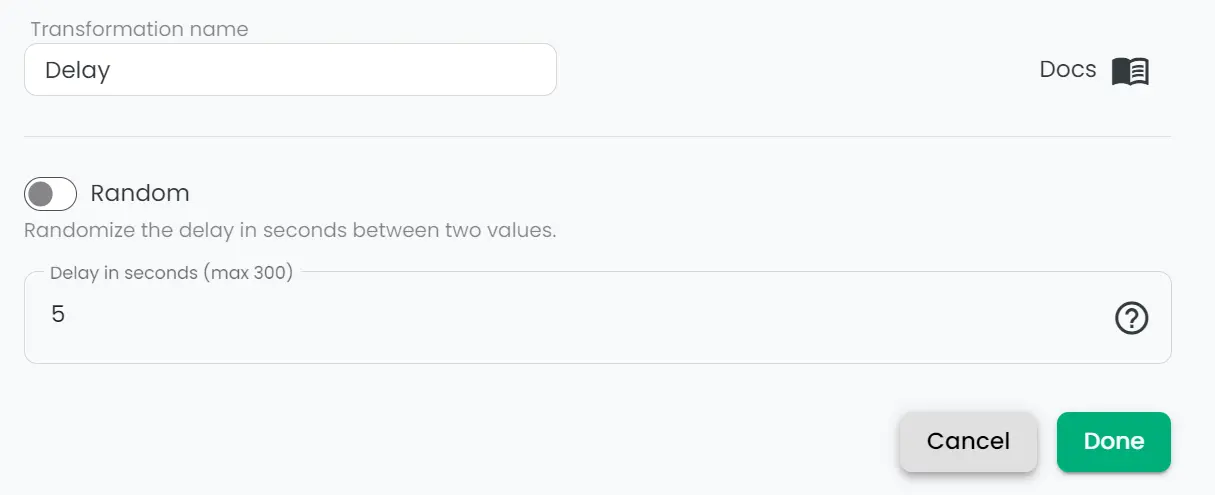 Transformation name
Delay
Docs
Random
Randomize the delay in seconds between two values.
Delay in seconds (max 300)
5
?
Cancel
Done